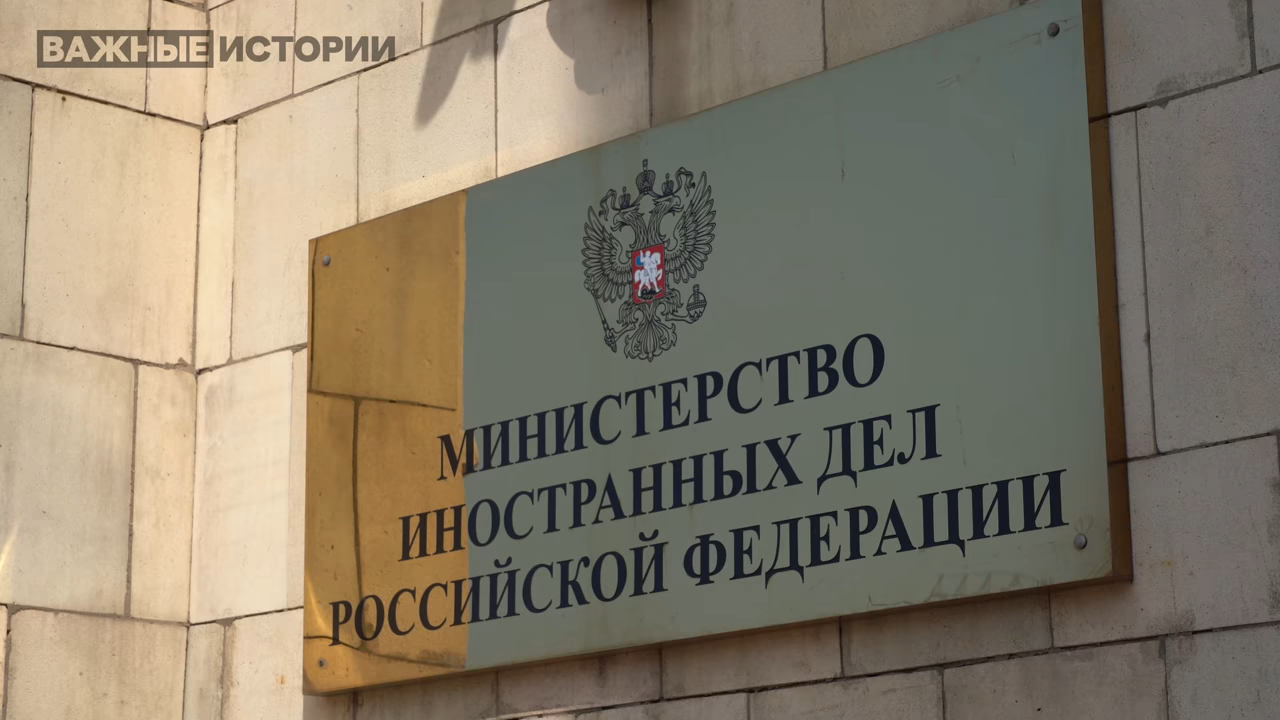 ВАЖНЫЕ ИСТОРИИ
МИНИСТЕРСТВО
ИНОСТРАННЫХ ДЕЛ
РОССИЙСКОЙ ФЕДЕРАЦИИ